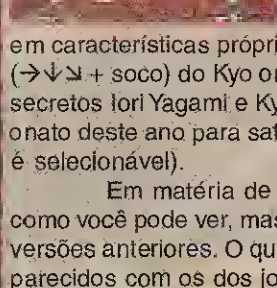 em características própri
(→↓↘ + soco) do Kyo or
secretos Iori Yagami e Ky
onato deste ano para sat
é selecionável).
Em matéria de
como você pode ver, mas
versões anteriores. O qu
parecidos com os dos jo